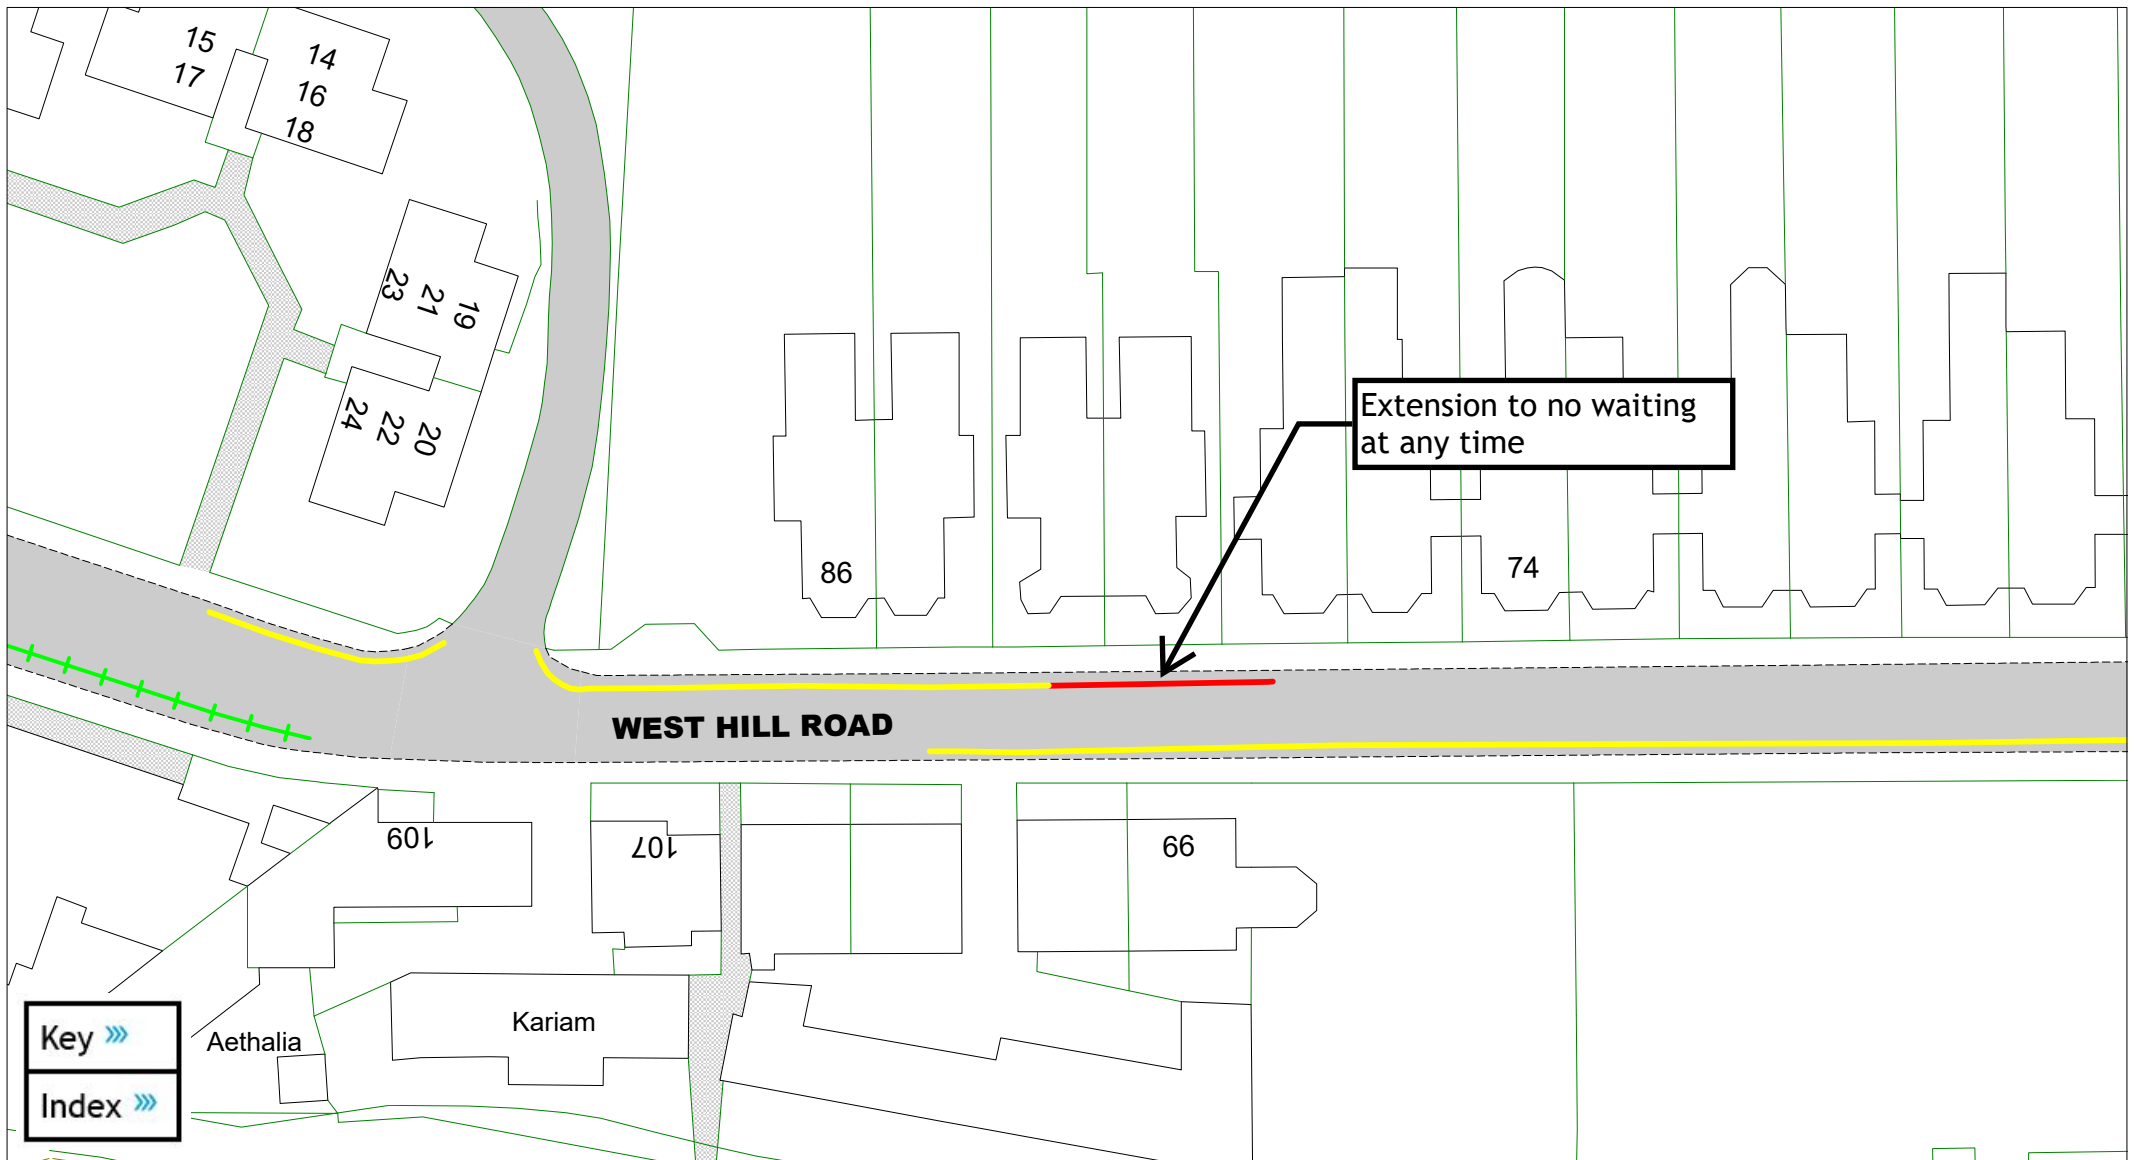 15
17
14
16
18
23
21
19
24
22
20
Extension to no waiting
at any time
86
74
WEST HILL ROAD
109
107
99
Kariam
Aethalia
Key »»
Index »»